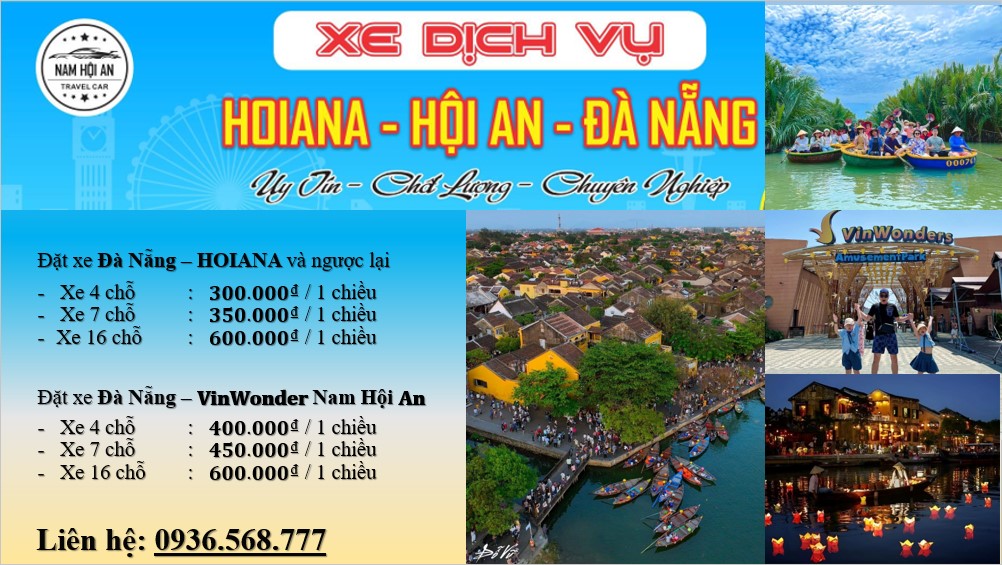 NAM HỘI AN
TRAVEL CAR
XE DỊCH VỤ
HOIANA - HỘI AN - ĐÀ NẴNG
Uy Tín – Chất Lượng – Chuyên Nghiệp
000761
VinWonders
Amusement Park
Đặt xe Đà Nẵng – HOIANA và ngược lại
- Xe 4 chỗ : 300.000đ / 1 chiều
- Xe 7 chỗ : 350.000đ / 1 chiều
- Xe 16 chỗ : 600.000đ / 1 chiều
Đặt xe Đà Nẵng – VinWonder Nam Hội An
- Xe 4 chỗ : 400.000đ / 1 chiều
- Xe 7 chỗ : 450.000đ / 1 chiều
- Xe 16 chỗ : 600.000đ / 1 chiều
Liên hệ: 0936.568.777
Đỗ Vũ